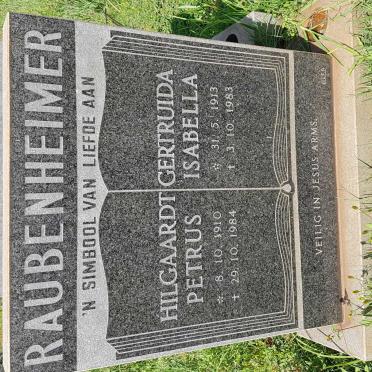 RAUBENHEIMER
'N SIMBOOL VAN LIEFDE AAN
HILGAARDT
PETRUS
☆ 8. 10. 1910
† 29. 10. 1984
GERTRUIDA
ISABELLA
☆ 31. 5. 1913
† 3. 10. 1983
VEILIG IN JESUS ARMS.